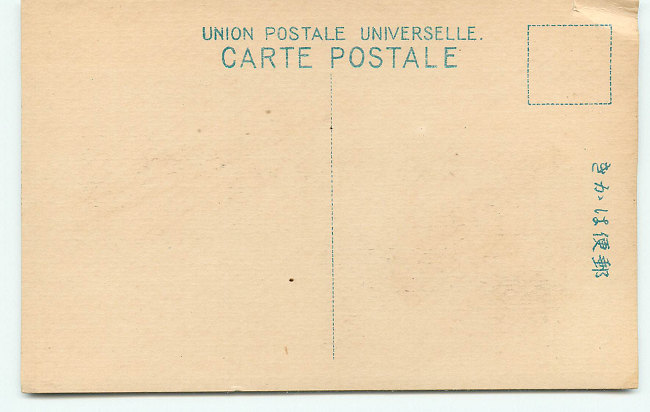 UNION POSTALE UNIVERSELLE.
CARTE POSTALE
郵便はかき